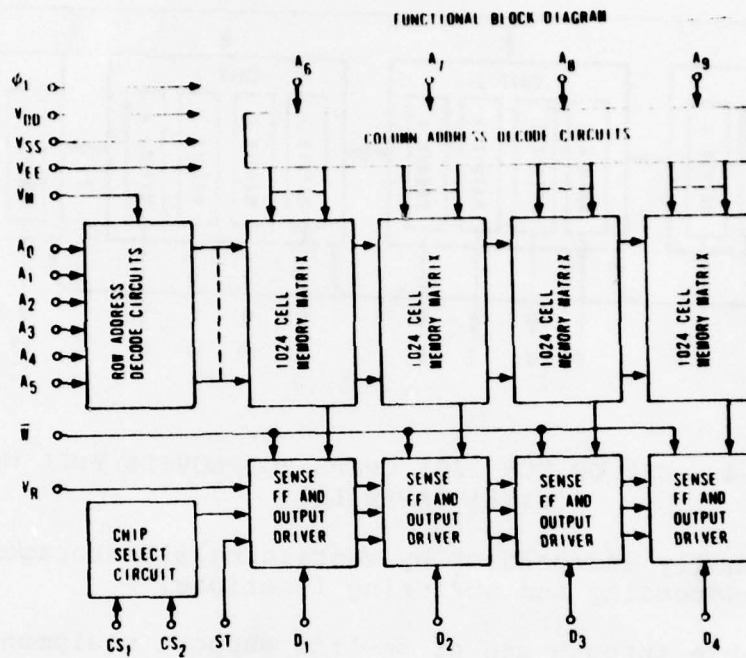 FUNCTIONAL BLOCK DIAGRAM
A6 A7 A8 A9
φ1
VDD
VSS
VEE
VM
COLUMN ADDRESS DECODE CIRCUITS
A0
A1
A2
A3
A4
A5
ROW ADDRESS
DECODE CIRCUITS
1024 CELL
MEMORY MATRIX
1024 CELL
MEMORY MATRIX
1024 CELL
MEMORY MATRIX
1024 CELL
MEMORY MATRIX
W̅
VR
CHIP
SELECT
CIRCUIT
SENSE
FF AND
OUTPUT
DRIVER
SENSE
FF AND
OUTPUT
DRIVER
SENSE
FF AND
OUTPUT
DRIVER
SENSE
FF AND
OUTPUT
DRIVER
CS1 CS2 ST D1 D2 D3 D4